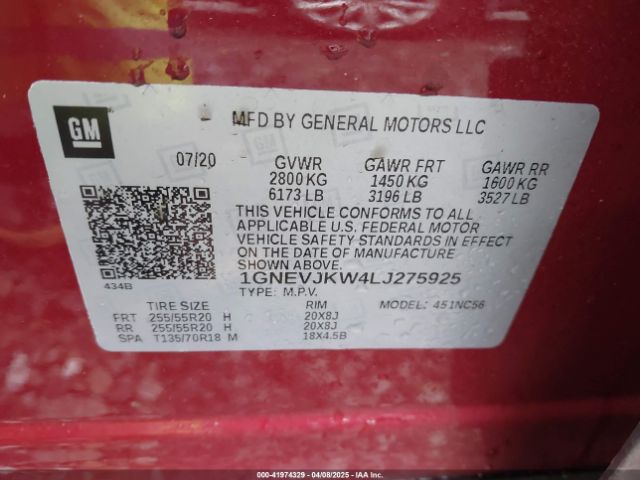 GM
MFD BY GENERAL MOTORS LLC
07/20 GVWR GAWR FRT GAWR RR
2800 KG 1450 KG 1600 KG
6173 LB 3196 LB 3527 LB
THIS VEHICLE CONFORMS TO ALL
APPLICABLE U.S. FEDERAL MOTOR
VEHICLE SAFETY STANDARDS IN EFFECT
ON THE DATE OF MANUFACTURE
SHOWN ABOVE.
434B
1GNEVJKW4LJ275925
TYPE: M.P.V. MODEL: 451NC56
TIRE SIZE RIM
FRT 255/55R20 H 20X8J
RR 255/55R20 H 20X8J
SPA T135/70R18 M 18X4.5B
000-41974329 | 04/08/2025 | IAA Inc.